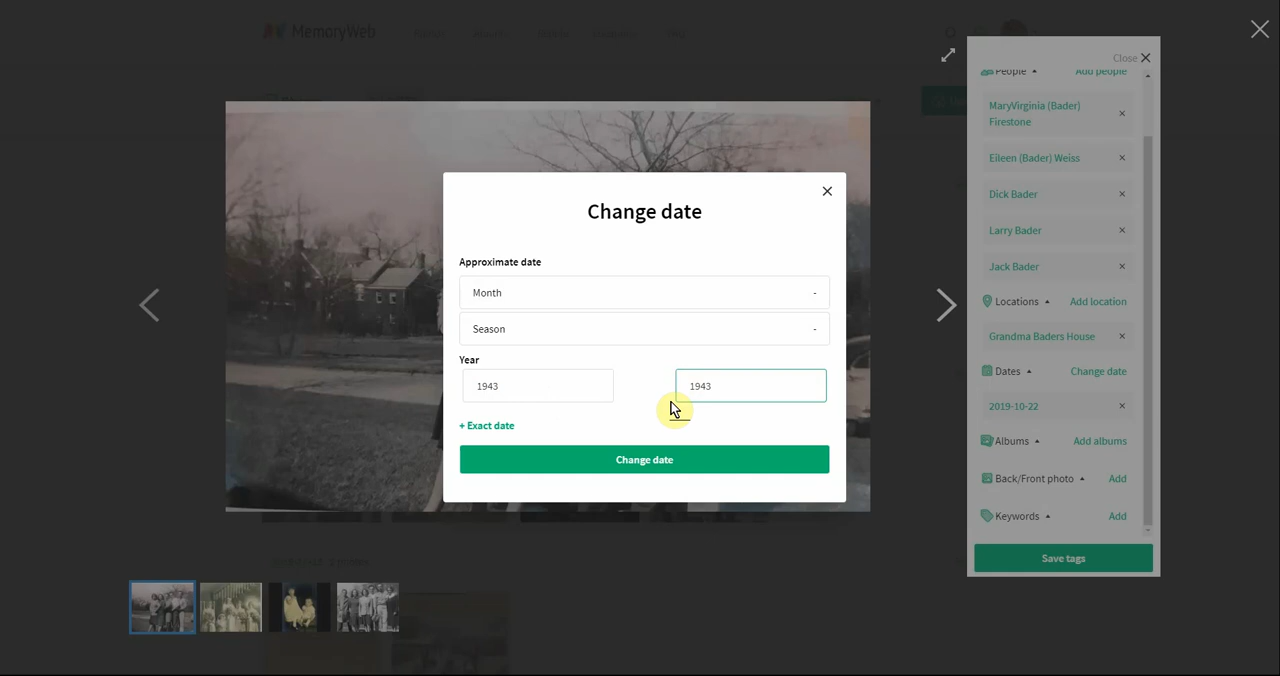 MemoryWeb
FAQ
Close
People
Add people
MaryVirginia (Bader)
Firestone
Eileen (Bader) Weiss
Dick Bader
Larry Bader
Jack Bader
Locations
Add location
Grandma Baders House
Dates
Change date
2019-10-22
Albums
Add albums
Back/Front photo
Add
Keywords
Add
Save tags
Change date
Approximate date
Month -
Season -
Year
1943 1943
+ Exact date
Change date